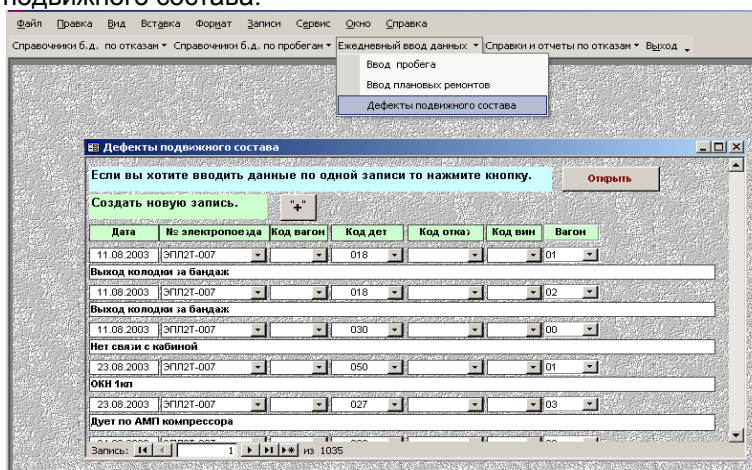 подвижного состава.
Файл Правка Вид Вставка Формат Записи Сервис Окно Справка
Справочники б.д. по отказам Справочники б.д. по пробегам Ежедневный ввод данных Справки и отчеты по отказам Выход
Ввод пробега
Ввод плановых ремонтов
Дефекты подвижного состава
Дефекты подвижного состава
Если вы хотите вводить данные по одной записи то нажмите кнопку. Открыть
Создать новую запись. "+"
Дата № электропоезда Код вагон Код дет Код отказ Код вин Вагон
11.08.2003 ЭПЛ2Т-007 018 01
Выход колодки за бандаж
11.08.2003 ЭПЛ2Т-007 018 02
Выход колодки за бандаж
11.08.2003 ЭПЛ2Т-007 030 00
Нет связи с кабиной
23.08.2003 ЭПЛ2Т-007 050 01
ОКН 1кп
23.08.2003 ЭПЛ2Т-007 027 03
Дует по АМП компрессора
Запись: 1 из 1035